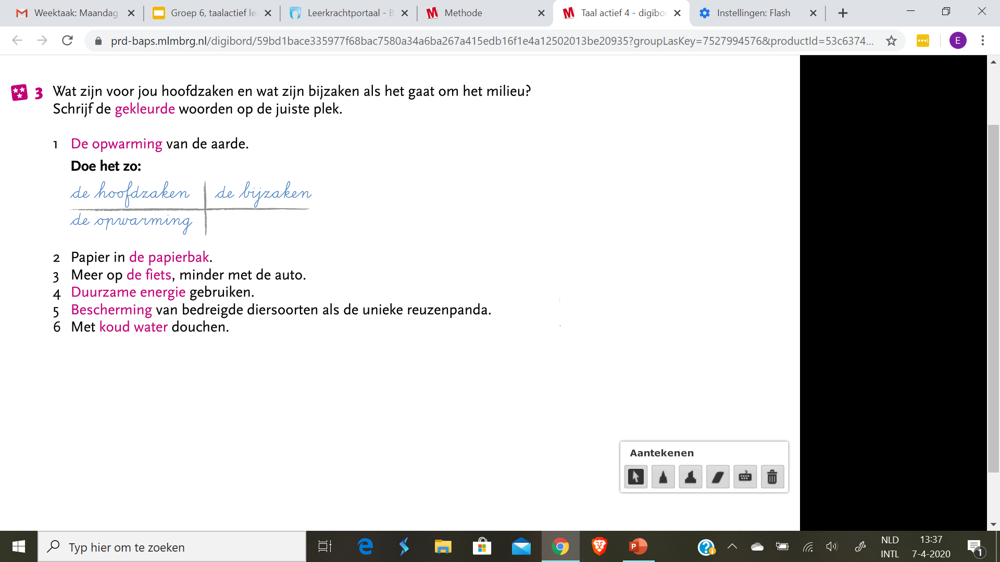 Weektaak: Maandag
Groep 6, taalactief les
Leerkrachtportaal - B
Methode
Taal actief 4 - digibo
Instellingen: Flash
prd-baps.mlmbrg.nl/digibord/59bd1bace335977f68bac7580a34a6ba267a415edb16f1e4a12502013be20935?groupLasKey=7527994576&productId=53c6374...
E
3 Wat zijn voor jou hoofdzaken en wat zijn bijzaken als het gaat om het milieu?
Schrijf de gekleurde woorden op de juiste plek.
1 De opwarming van de aarde.
Doe het zo:
de hoofdzaken de bijzaken
de opwarming
2 Papier in de papierbak.
3 Meer op de fiets, minder met de auto.
4 Duurzame energie gebruiken.
5 Bescherming van bedreigde diersoorten als de unieke reuzenpanda.
6 Met koud water douchen.
Aantekenen
Typ hier om te zoeken
NLD
INTL
13:37
7-4-2020
1